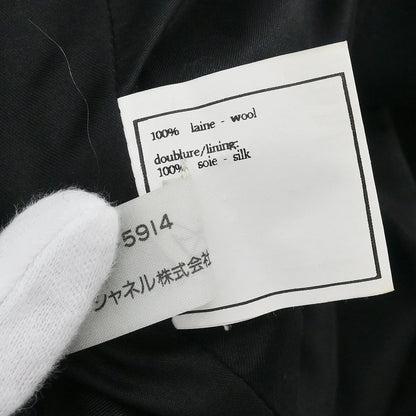 100% laine - wool
doublure/lining:
100% soie - silk
5914
シャネル株式会社